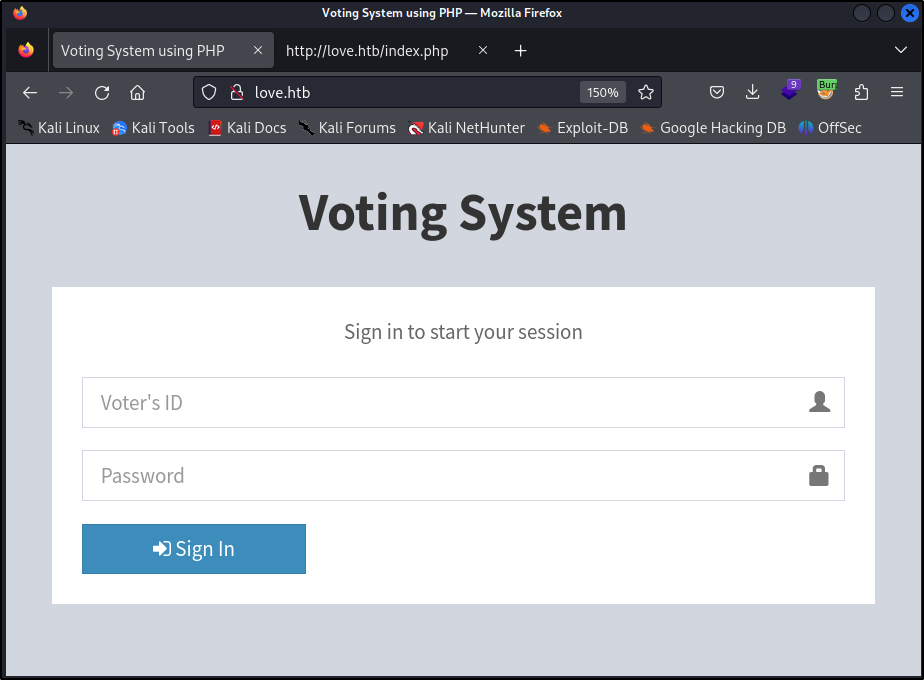 Voting System using PHP — Mozilla Firefox
Voting System using PHP
http://love.htb/index.php
love.htb 150% 9 Burr
Kali Linux Kali Tools Kali Docs Kali Forums Kali NetHunter Exploit-DB Google Hacking DB OffSec
Voting System
Sign in to start your session
Voter's ID
Password
Sign In